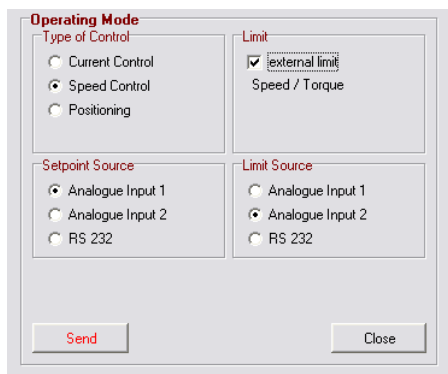 Operating Mode
Type of Control
Current Control
Speed Control
Positioning
Limit
external limit
Speed / Torque
Setpoint Source
Analogue Input 1
Analogue Input 2
RS 232
Limit Source
Analogue Input 1
Analogue Input 2
RS 232
Send
Close